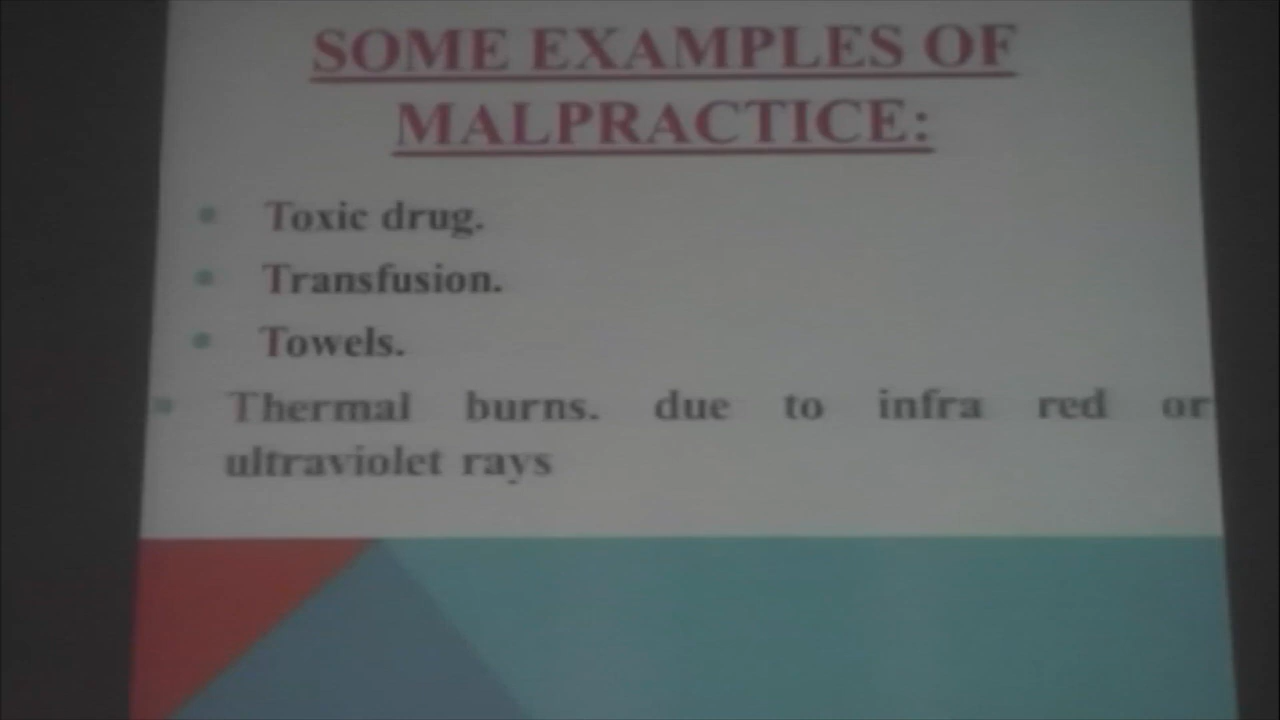 SOME EXAMPLES OF
MALPRACTICE:
• Toxic drug.
• Transfusion.
• Towels.
• Thermal burns. due to infra red or
ultraviolet rays